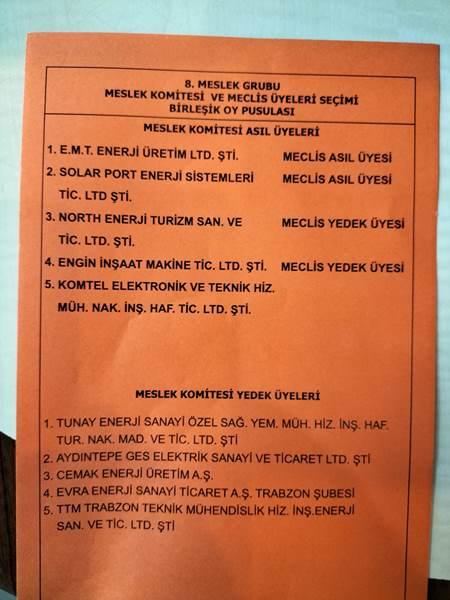 8. MESLEK GRUBU
MESLEK KOMİTESİ VE MECLİS ÜYELERİ SEÇİMİ
BİRLEŞİK OY PUSULASI
MESLEK KOMİTESİ ASIL ÜYELERİ
1. E.M.T. ENERJİ ÜRETİM LTD. ŞTİ. MECLİS ASIL ÜYESİ
2. SOLAR PORT ENERJİ SİSTEMLERİ MECLİS ASIL ÜYESİ
TİC. LTD ŞTİ.
3. NORTH ENERJİ TURİZM SAN. VE MECLİS YEDEK ÜYESİ
TİC. LTD. ŞTİ.
4. ENGİN İNŞAAT MAKİNE TİC. LTD. ŞTİ. MECLİS YEDEK ÜYESİ
5. KOMTEL ELEKTRONİK VE TEKNİK HİZ.
MÜH. NAK. İNŞ. HAF. TİC. LTD. ŞTİ.
MESLEK KOMİTESİ YEDEK ÜYELERİ
1. TUNAY ENERJİ SANAYİ ÖZEL SAĞ. YEM. MÜH. HİZ. İNŞ. HAF.
TUR. NAK. MAD. VE TİC. LTD. ŞTİ
2. AYDINTEPE GES ELEKTRİK SANAYİ VE TİCARET LTD. ŞTİ
3. CEMAK ENERJİ ÜRETİM A.Ş.
4. EVRA ENERJİ SANAYİ TİCARET A.Ş. TRABZON ŞUBESİ
5. TTM TRABZON TEKNİK MÜHENDİSLİK HİZ. İNŞ.ENERJİ
SAN. VE TİC. LTD. ŞTİ